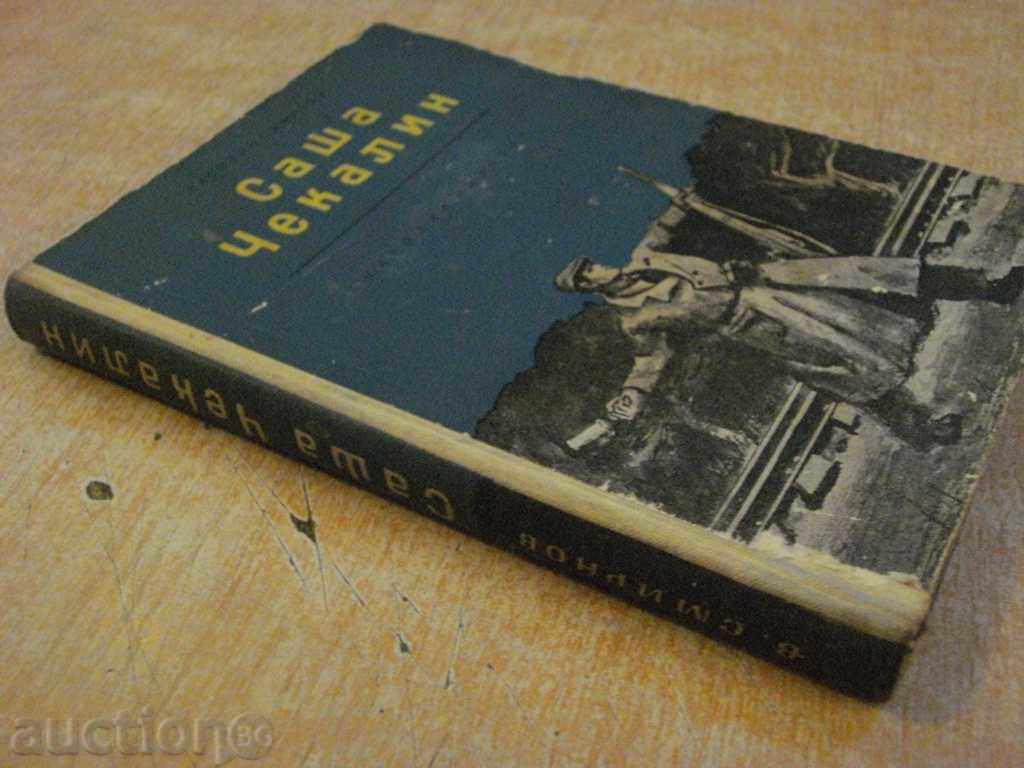 Саша
Чекалин
Саша Чекалин
В. СМИРНОВ
auction BG